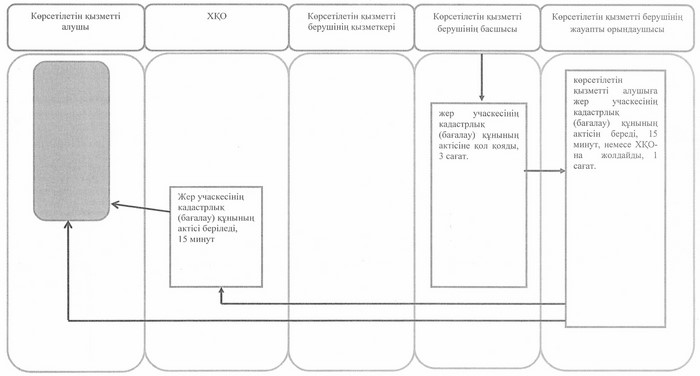 Көрсетілетін қызметті
алушы
ХҚО
Көрсетілетін қызметті
берушінің қызметкері
Көрсетілетін қызметті
берушінің басшысы
Көрсетілетін қызметті берушінің
жауапты орындаушысы
Жер учаскесінің
кадастрлық
(бағалау) құнының
актісі беріледі,
15 минут
жер учаскесінің
кадастрлық
(бағалау) құнының
актісіне қол қояды,
3 сағат.
көрсетілетін
қызметті алушыға
жер учаскесінің
кадастрлық
(бағалау) құнының
актісін береді, 15
минут, немесе ХҚО-
на жолдайды, 1
сағат.